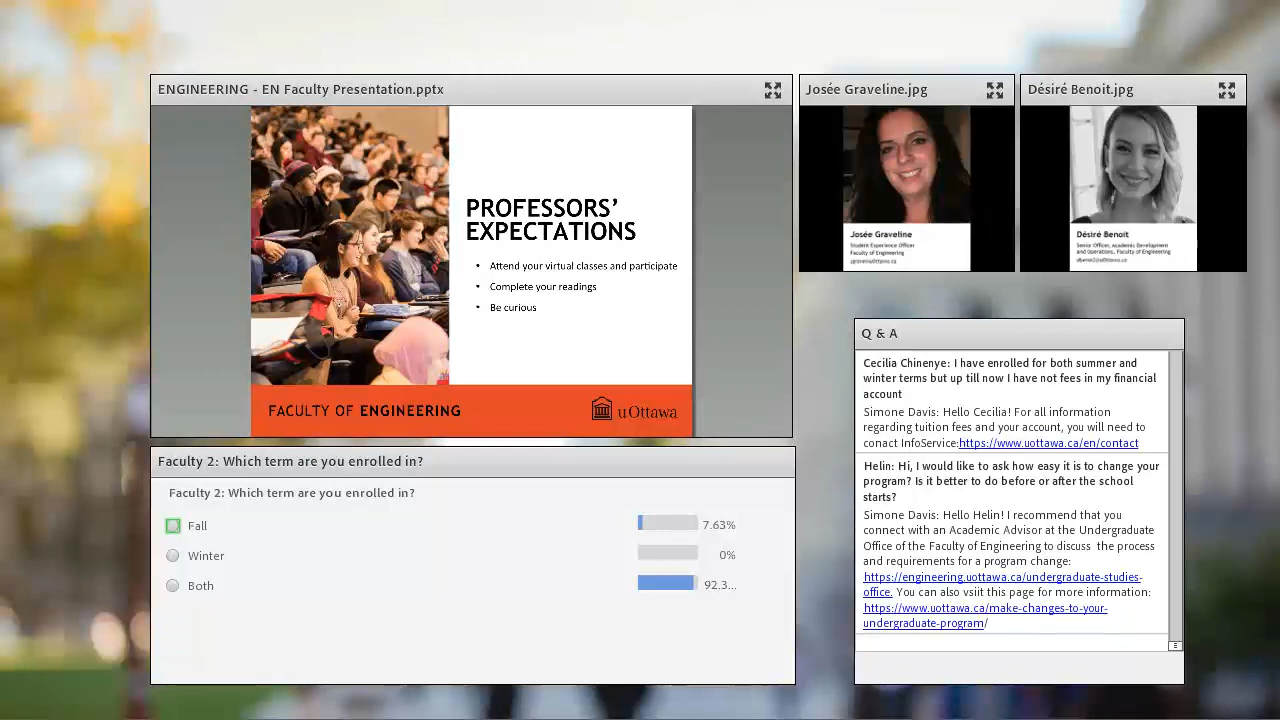 ENGINEERING - EN Faculty Presentation.pptx
PROFESSORS'
EXPECTATIONS
• Attend your virtual classes and participate
• Complete your readings
• Be curious
FACULTY OF ENGINEERING
uOttawa
Josée Graveline.jpg
Josée Graveline
Student Experience Officer
Faculty of Engineering
Désiré Benoit.jpg
Désiré Benoit
Senior Officer, Academic Development
and Operations, Faculty of Engineering
Faculty 2: Which term are you enrolled in?
Faculty 2: Which term are you enrolled in?
Fall 7.63%
Winter 0%
Both 92.3...
Q & A
Cecilia Chinenye: I have enrolled for both summer and
winter terms but up till now I have not fees in my financial
account
Simone Davis: Hello Cecilia! For all information
regarding tuition fees and your account, you will need to
conact InfoService:https://www.uottawa.ca/en/contact
Helin: Hi, I would like to ask how easy it is to change your
program? Is it better to do before or after the school
starts?
Simone Davis: Hello Helin! I recommend that you
connect with an Academic Advisor at the Undergraduate
Office of the Faculty of Engineering to discuss the process
and requirements for a program change:
https://engineering.uottawa.ca/undergraduate-studies-
office. You can also vsiit this page for more information:
https://www.uottawa.ca/make-changes-to-your-
undergraduate-program/